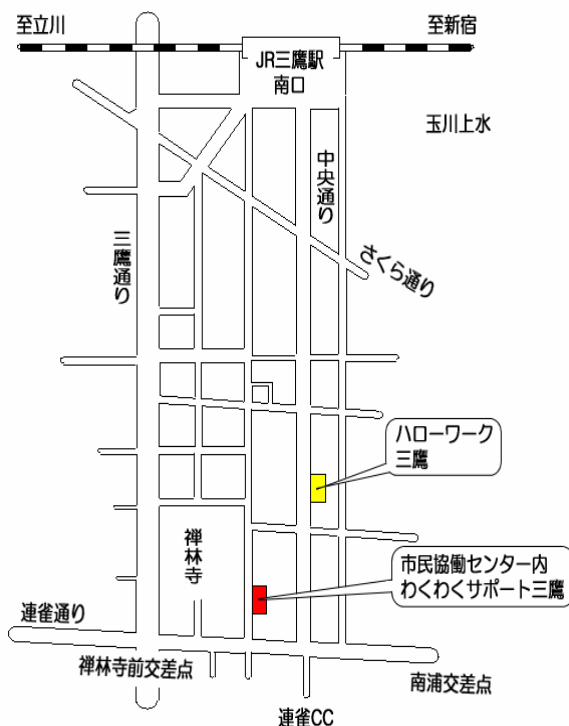 至立川
至新宿
JR三鷹駅
南口
玉川上水
中央通り
三鷹通り
さくら通り
ハローワーク
三鷹
禅林寺
市民協働センター内
わくわくサポート三鷹
連雀通り
禅林寺前交差点
南浦交差点
連雀CC